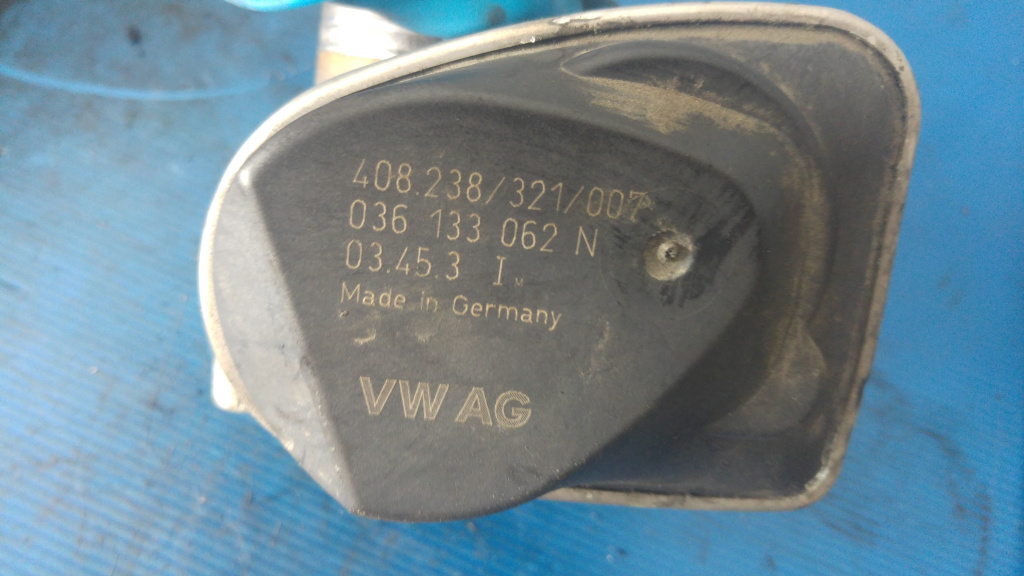 408.238/321/007
036 133 062 N
03.45.3 I
Made in Germany
VW AG